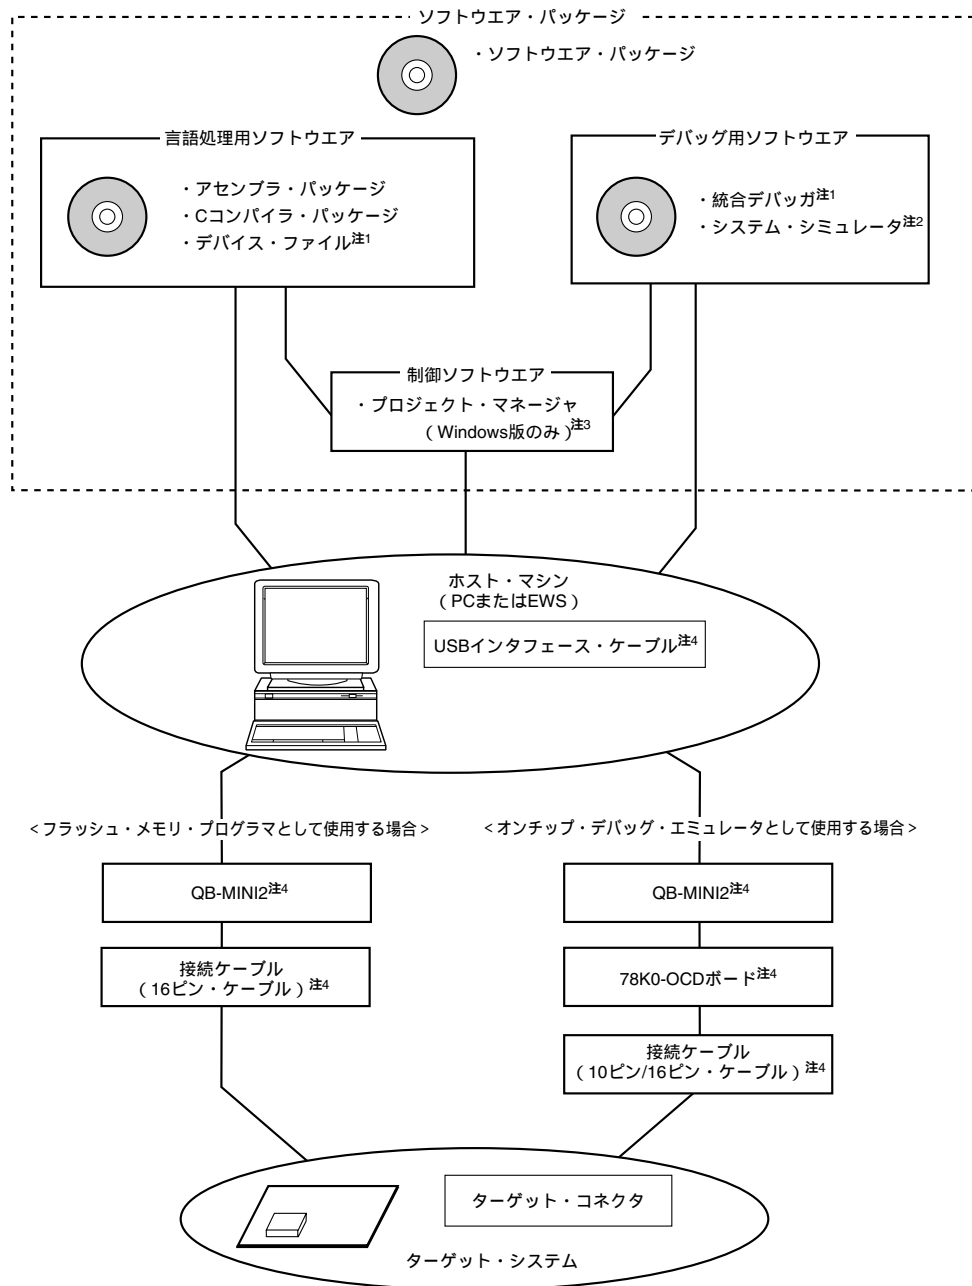 ソフトウエア・パッケージ
・ソフトウエア・パッケージ
言語処理用ソフトウエア
・アセンブラ・パッケージ
・Cコンパイラ・パッケージ
・デバイス・ファイル注1
デバッグ用ソフトウエア
・統合デバッガ注1
・システム・シミュレータ注2
制御ソフトウエア
・プロジェクト・マネージャ
（Windows版のみ）注3
ホスト・マシン
（PCまたはEWS）
USBインタフェース・ケーブル注4
＜フラッシュ・メモリ・プログラマとして使用する場合＞
QB-MINI2注4
接続ケーブル
（16ピン・ケーブル）注4
＜オンチップ・デバッグ・エミュレータとして使用する場合＞
QB-MINI2注4
78K0-OCDボード注4
接続ケーブル
（10ピン/16ピン・ケーブル）注4
ターゲット・コネクタ
ターゲット・システム